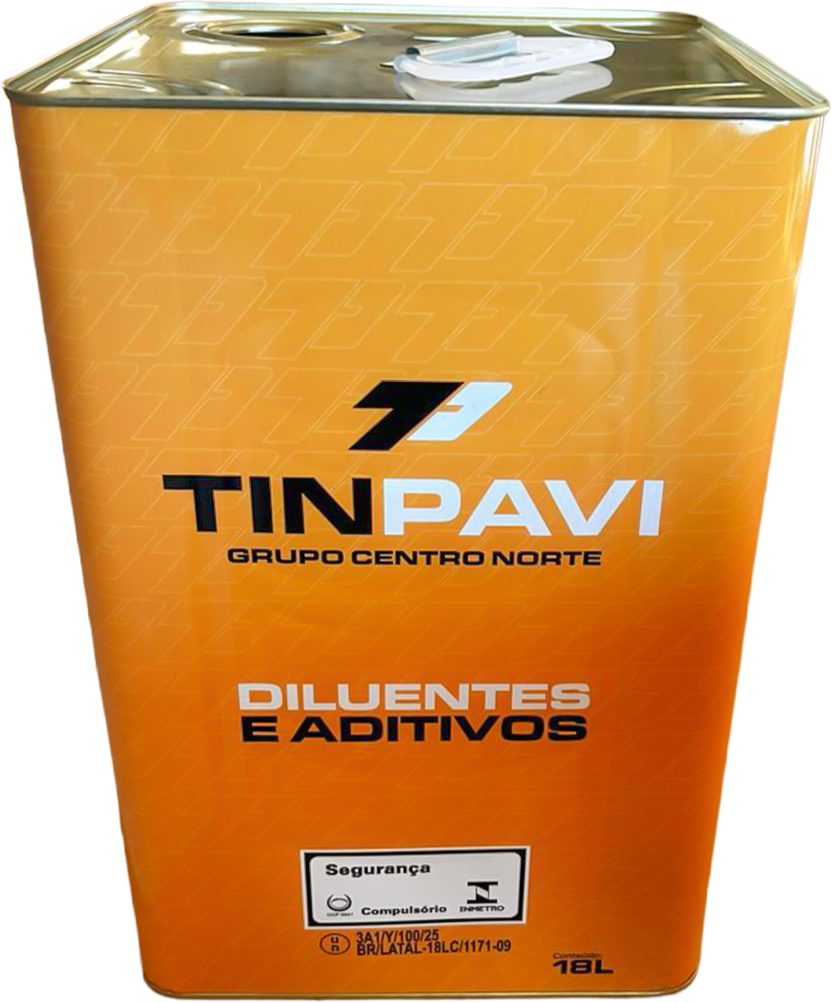 TINPAVI
GRUPO CENTRO NORTE
DILUENTES
E ADITIVOS
Segurança
Compulsório
INMETRO
un
3A1/Y/100/25
BR/LATAL-18LC/1171-09
Conteúdo:
18L